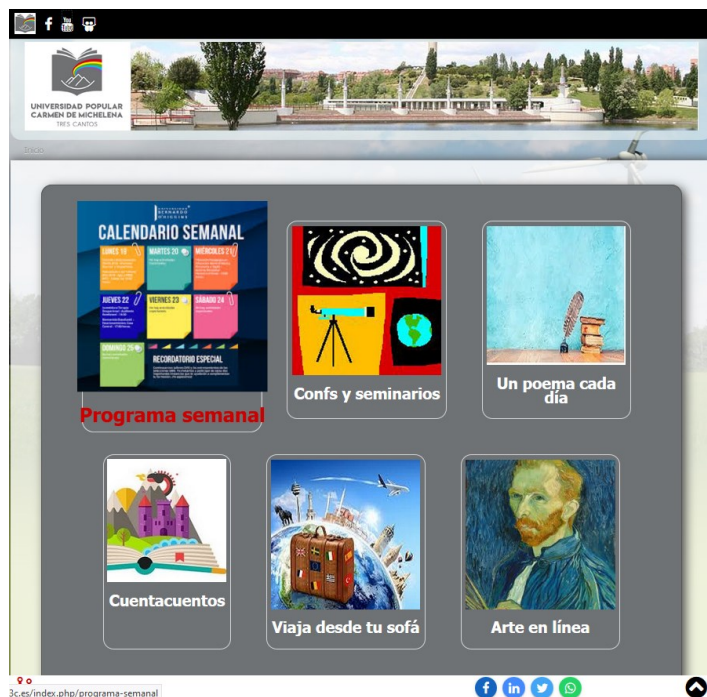 You
UNIVERSIDAD POPULAR
CARMEN DE MICHELENA
TRES CANTOS
Inicio
CALENDARIO SEMANAL
LUNES 19
MARTES 20
MIÉRCOLES 21
JUEVES 22
VIERNES 23
SÁBADO 24
DOMINGO 25
RECORDATORIO ESPECIAL
Programa semanal
Confs y seminarios
Un poema cada
día
Cuentacuentos
Viaja desde tu sofá
Arte en línea
3c.es/index.php/programa-semanal